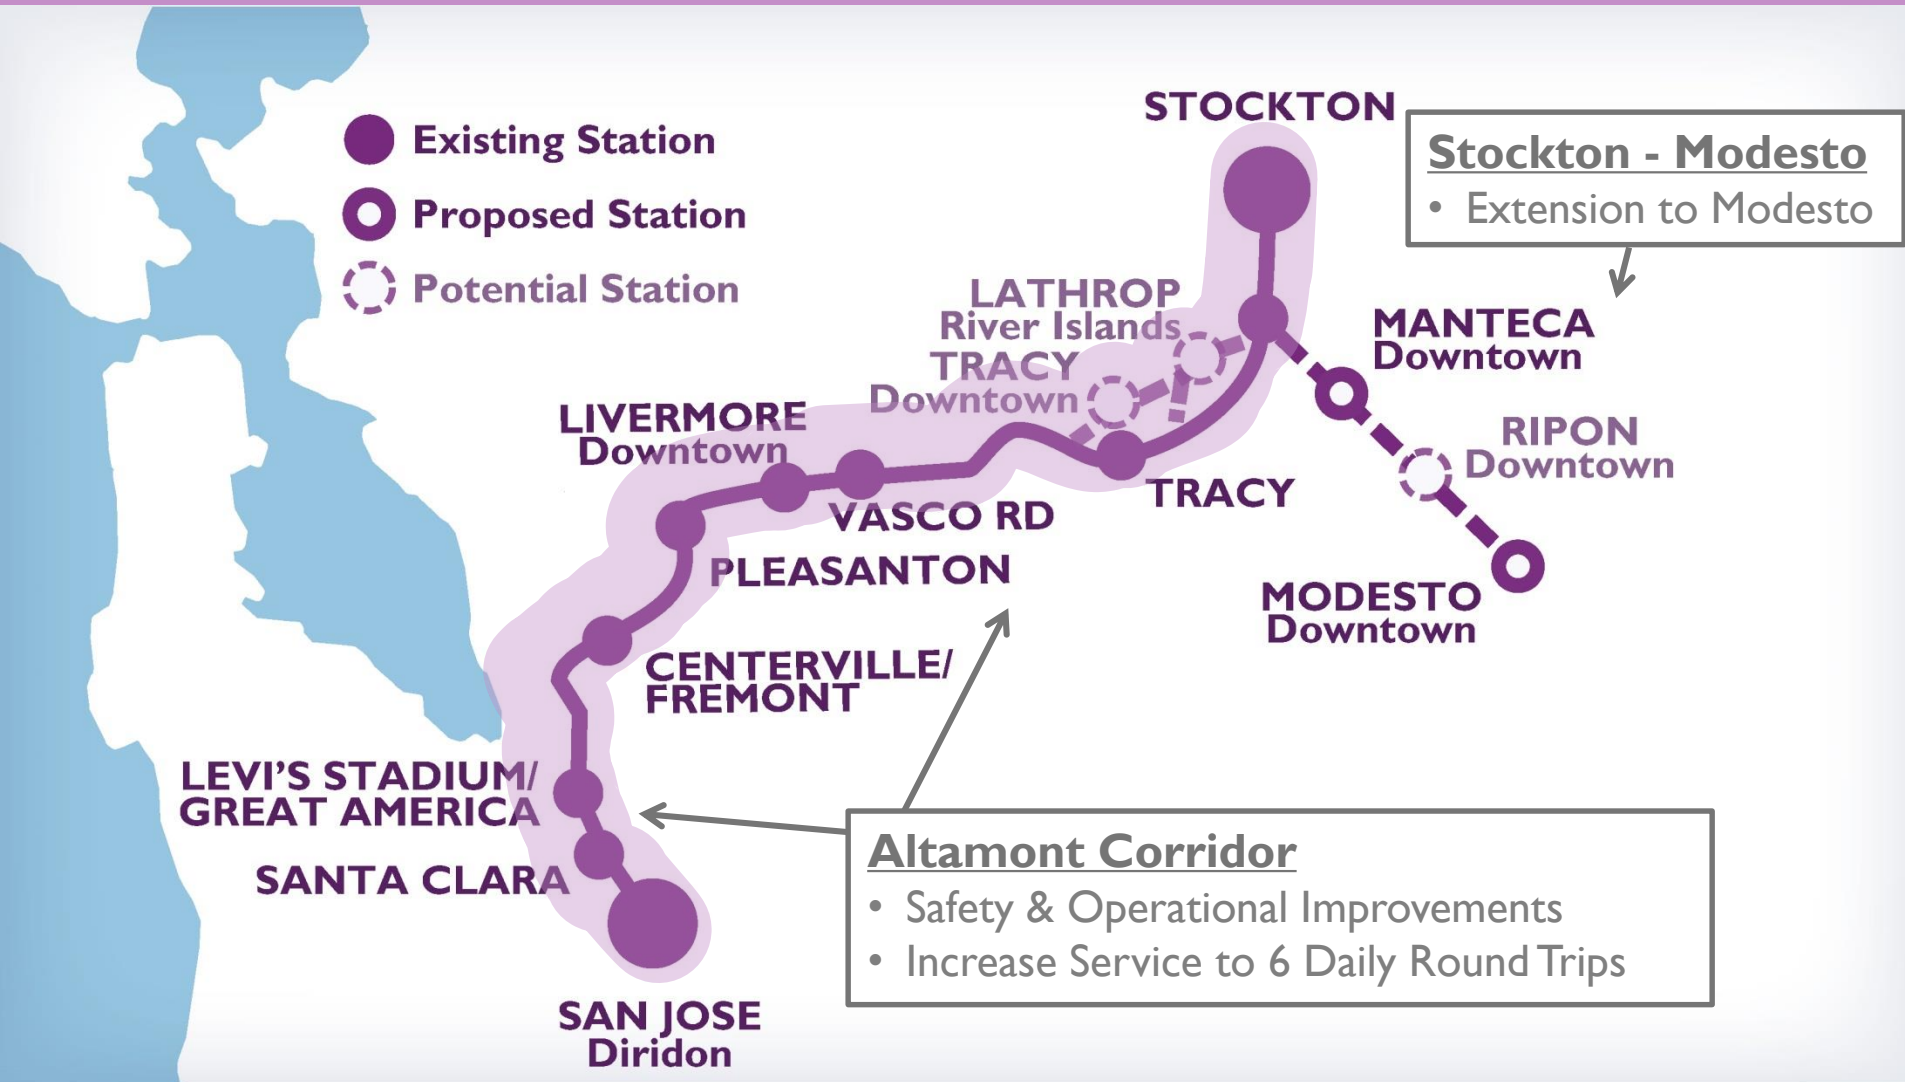 Existing Station
Proposed Station
Potential Station
STOCKTON
Stockton - Modesto
• Extension to Modesto
LATHROP
River Islands
TRACY
Downtown
MANTECA
Downtown
RIPON
Downtown
LIVERMORE
Downtown
VASCO RD
TRACY
PLEASANTON
MODESTO
Downtown
CENTERVILLE/
FREMONT
LEVI'S STADIUM/
GREAT AMERICA
SANTA CLARA
Altamont Corridor
• Safety & Operational Improvements
• Increase Service to 6 Daily Round Trips
SAN JOSE
Diridon